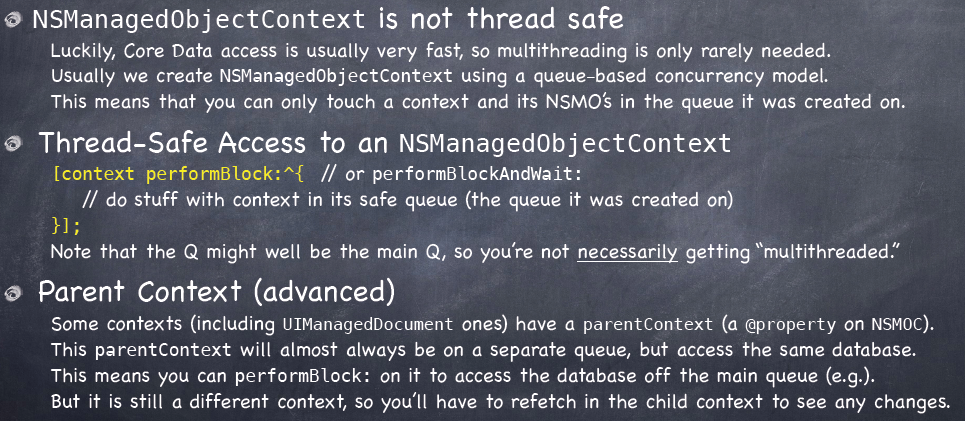 NSManagedObjectContext is not thread safe
Luckily, Core Data access is usually very fast, so multithreading is only rarely needed.
Usually we create NSManagedObjectContext using a queue-based concurrency model.
This means that you can only touch a context and its NSMO's in the queue it was created on.
Thread-Safe Access to an NSManagedObjectContext
[context performBlock:^{ // or performBlockAndWait:
// do stuff with context in its safe queue (the queue it was created on)
}];
Note that the Q might well be the main Q, so you're not necessarily getting “multithreaded.”
Parent Context (advanced)
Some contexts (including UIManagedDocument ones) have a parentContext (a @property on NSMOC).
This parentContext will almost always be on a separate queue, but access the same database.
This means you can performBlock: on it to access the database off the main queue (e.g.).
But it is still a different context, so you'll have to refetch in the child context to see any changes.